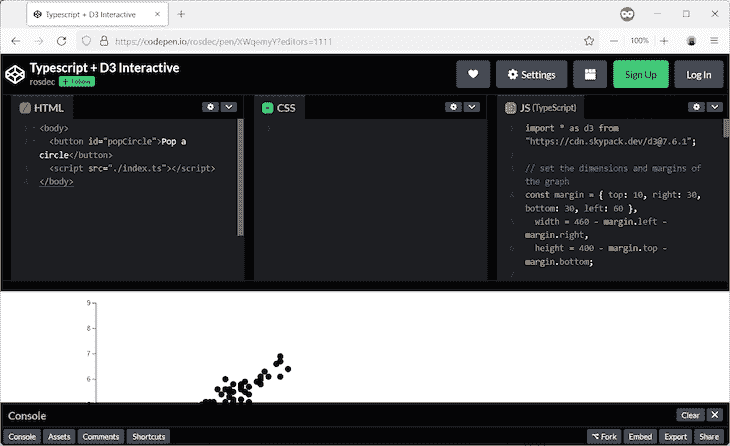 Typescript + D3 Interactive
https://codepen.io/rosdec/pen/XWqemyY?editors=1111
100%
Typescript + D3 Interactive
rosdec
+ Follow
Settings
Sign Up
Log In
HTML
<body>
<button id="popCircle">Pop a
circle</button>
<script src="./index.ts"></script>
</body>
CSS
JS (TypeScript)
import * as d3 from
"https://cdn.skypack.dev/d3@7.6.1";
// set the dimensions and margins of
the graph
const margin = { top: 10, right: 30,
bottom: 30, left: 60 },
width = 460 - margin.left -
margin.right,
height = 400 - margin.top -
margin.bottom;
9
8
7
6
Console
Clear
Console
Assets
Comments
Shortcuts
Fork
Embed
Export
Share